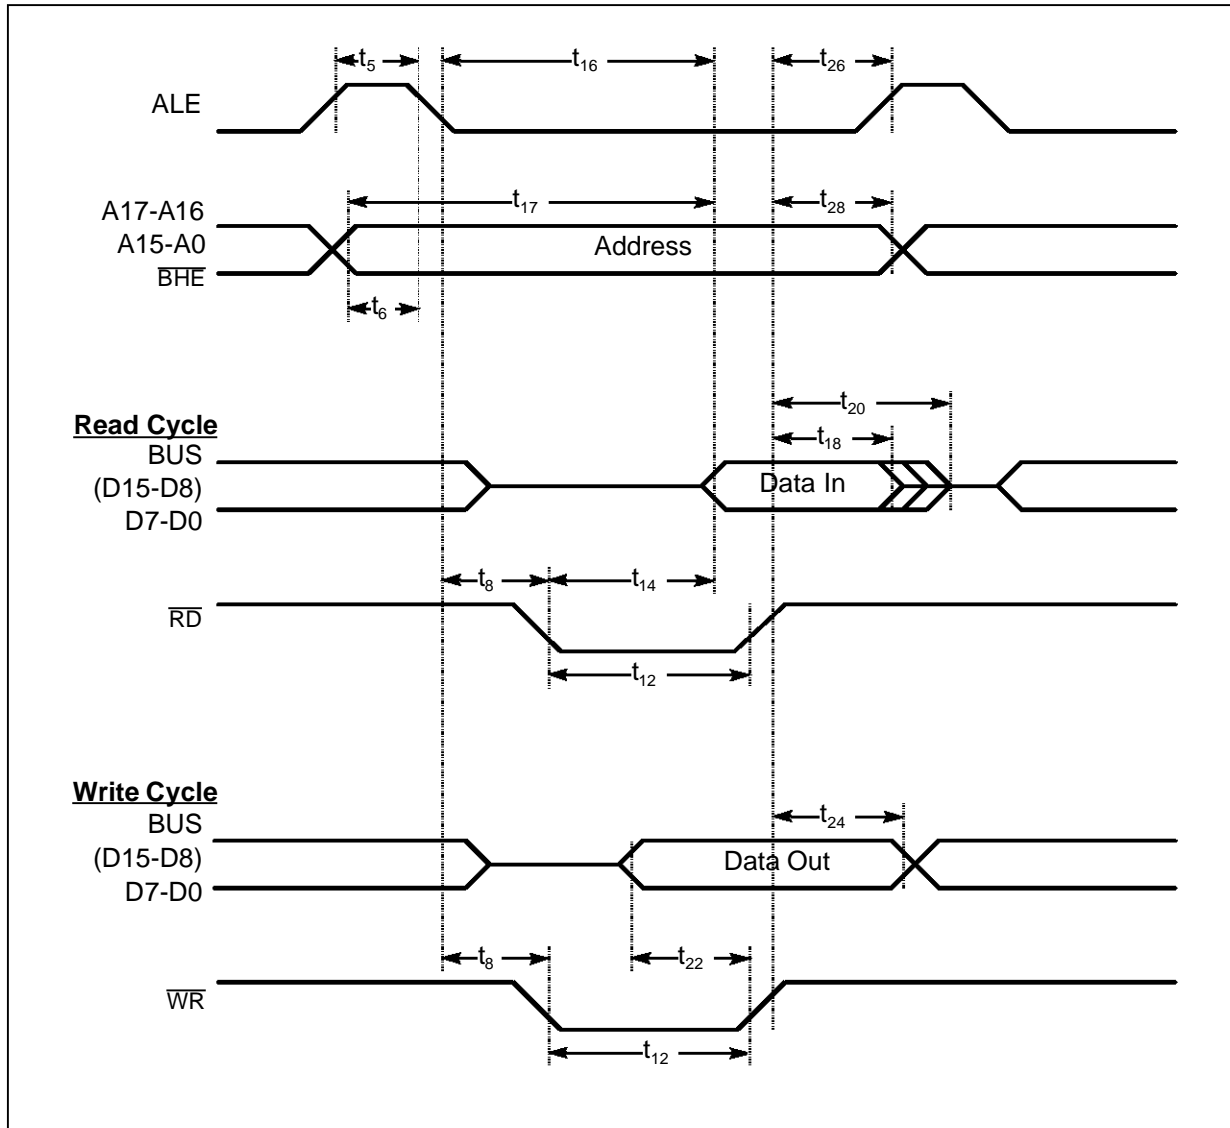 t5
t16
t26
ALE
t17
t28
A17-A16
A15-A0
BHE
Address
t6
t20
Read Cycle
BUS
(D15-D8)
D7-D0
t18
Data In
t8
t14
RD
t12
Write Cycle
BUS
(D15-D8)
D7-D0
t24
Data Out
t8
t22
WR
t12